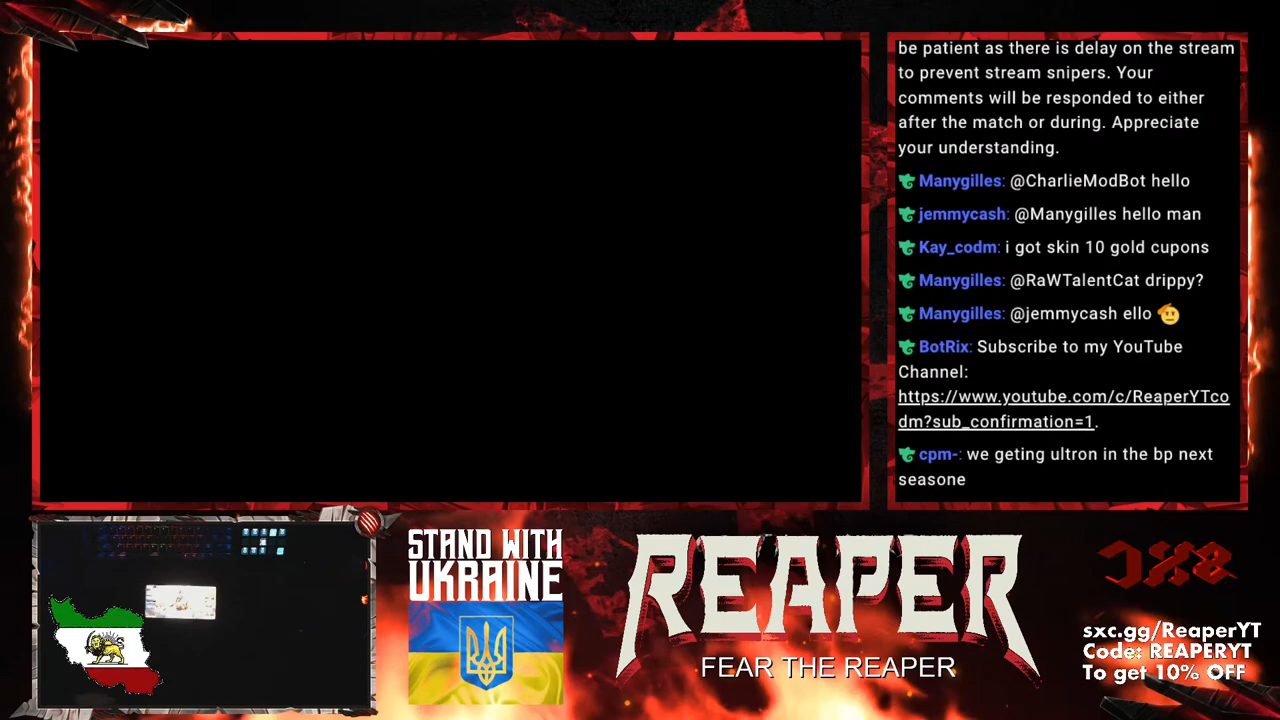 be patient as there is delay on the stream
to prevent stream snipers. Your
comments will be responded to either
after the match or during. Appreciate
your understanding.
Manygilles: @CharlieModBot hello
jemmycash: @Manygilles hello man
Kay_codm: i got skin 10 gold cupons
Manygilles: @RaWTalentCat drippy?
Manygilles: @jemmycash ello
BotRix: Subscribe to my YouTube
Channel:
https://www.youtube.com/c/ReaperYTco
dm?sub_confirmation=1.
cpm-: we geting ultron in the bp next
seasone
STAND WITH
UKRAINE
REAPER
FEAR THE REAPER
sxc.gg/ReaperYT
Code: REAPERYT
To get 10% OFF